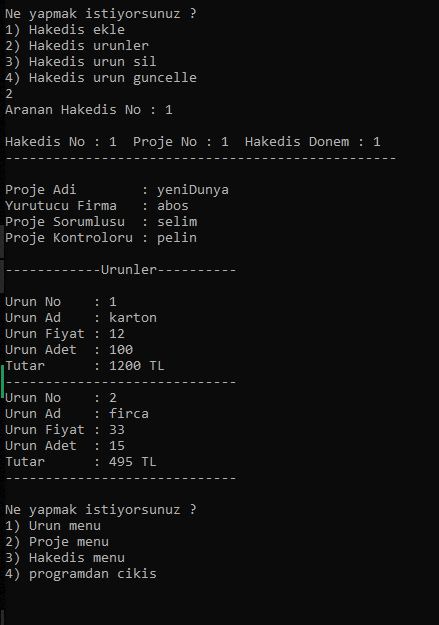 Ne yapmak istiyorsunuz ?
1) Hakedis ekle
2) Hakedis urunler
3) Hakedis urun sil
4) Hakedis urun guncelle
2
Aranan Hakedis No : 1
Hakedis No : 1  Proje No : 1  Hakedis Donem : 1
-------------------------------------------------
Proje Adi        : yeniDunya
Yurutucu Firma   : abos
Proje Sorumlusu  : selim
Proje Kontroloru : pelin
------------Urunler----------
Urun No    : 1
Urun Ad    : karton
Urun Fiyat : 12
Urun Adet  : 100
Tutar      : 1200 TL
-----------------------------
Urun No    : 2
Urun Ad    : firca
Urun Fiyat : 33
Urun Adet  : 15
Tutar      : 495 TL
-----------------------------
Ne yapmak istiyorsunuz ?
1) Urun menu
2) Proje menu
3) Hakedis menu
4) programdan cikis